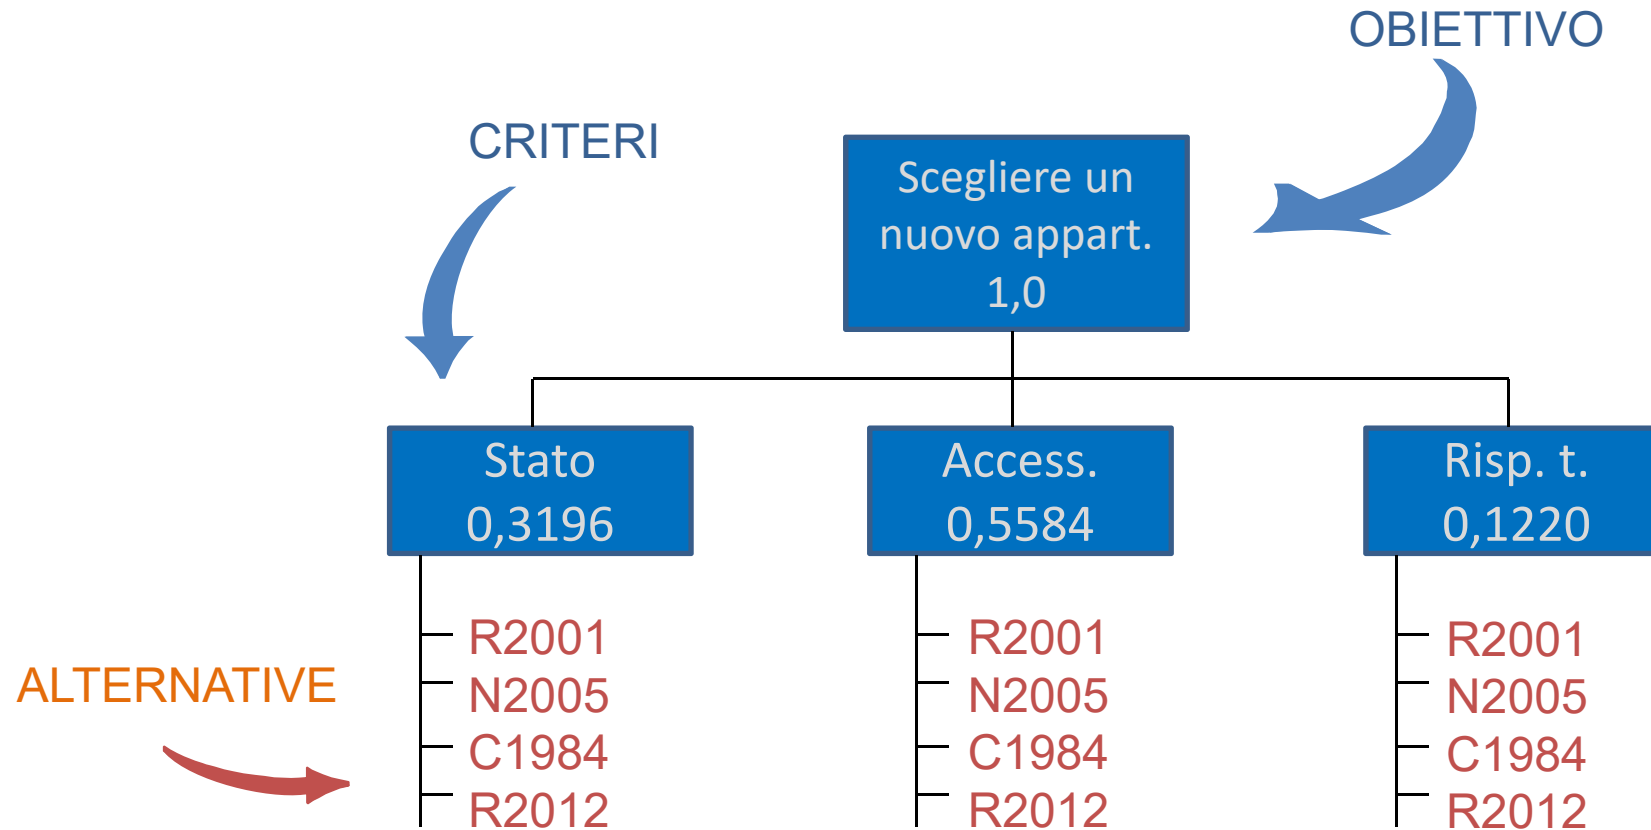 OBIETTIVO
CRITERI
Scegliere un
nuovo appart.
1,0
Stato
0,3196
Access.
0,5584
Risp. t.
0,1220
ALTERNATIVE
R2001
N2005
C1984
R2012
R2001
N2005
C1984
R2012
R2001
N2005
C1984
R2012